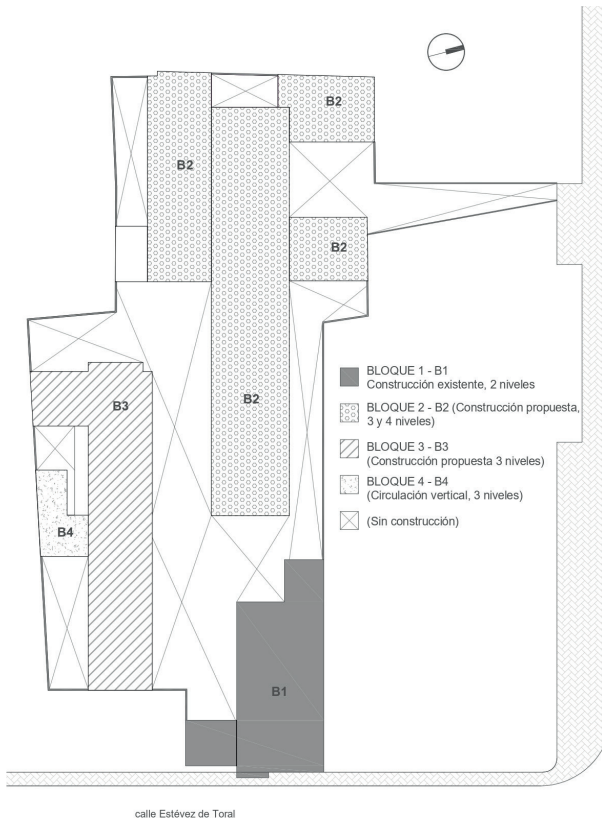 B2
B2
B2
B3
B2
B4
B1
BLOQUE 1 - B1
Construcción existente, 2 niveles
BLOQUE 2 - B2 (Construcción propuesta,
3 y 4 niveles)
BLOQUE 3 - B3
(Construcción propuesta 3 niveles)
BLOQUE 4 - B4
(Circulación vertical, 3 niveles)
(Sin construcción)
calle Estévez de Toral